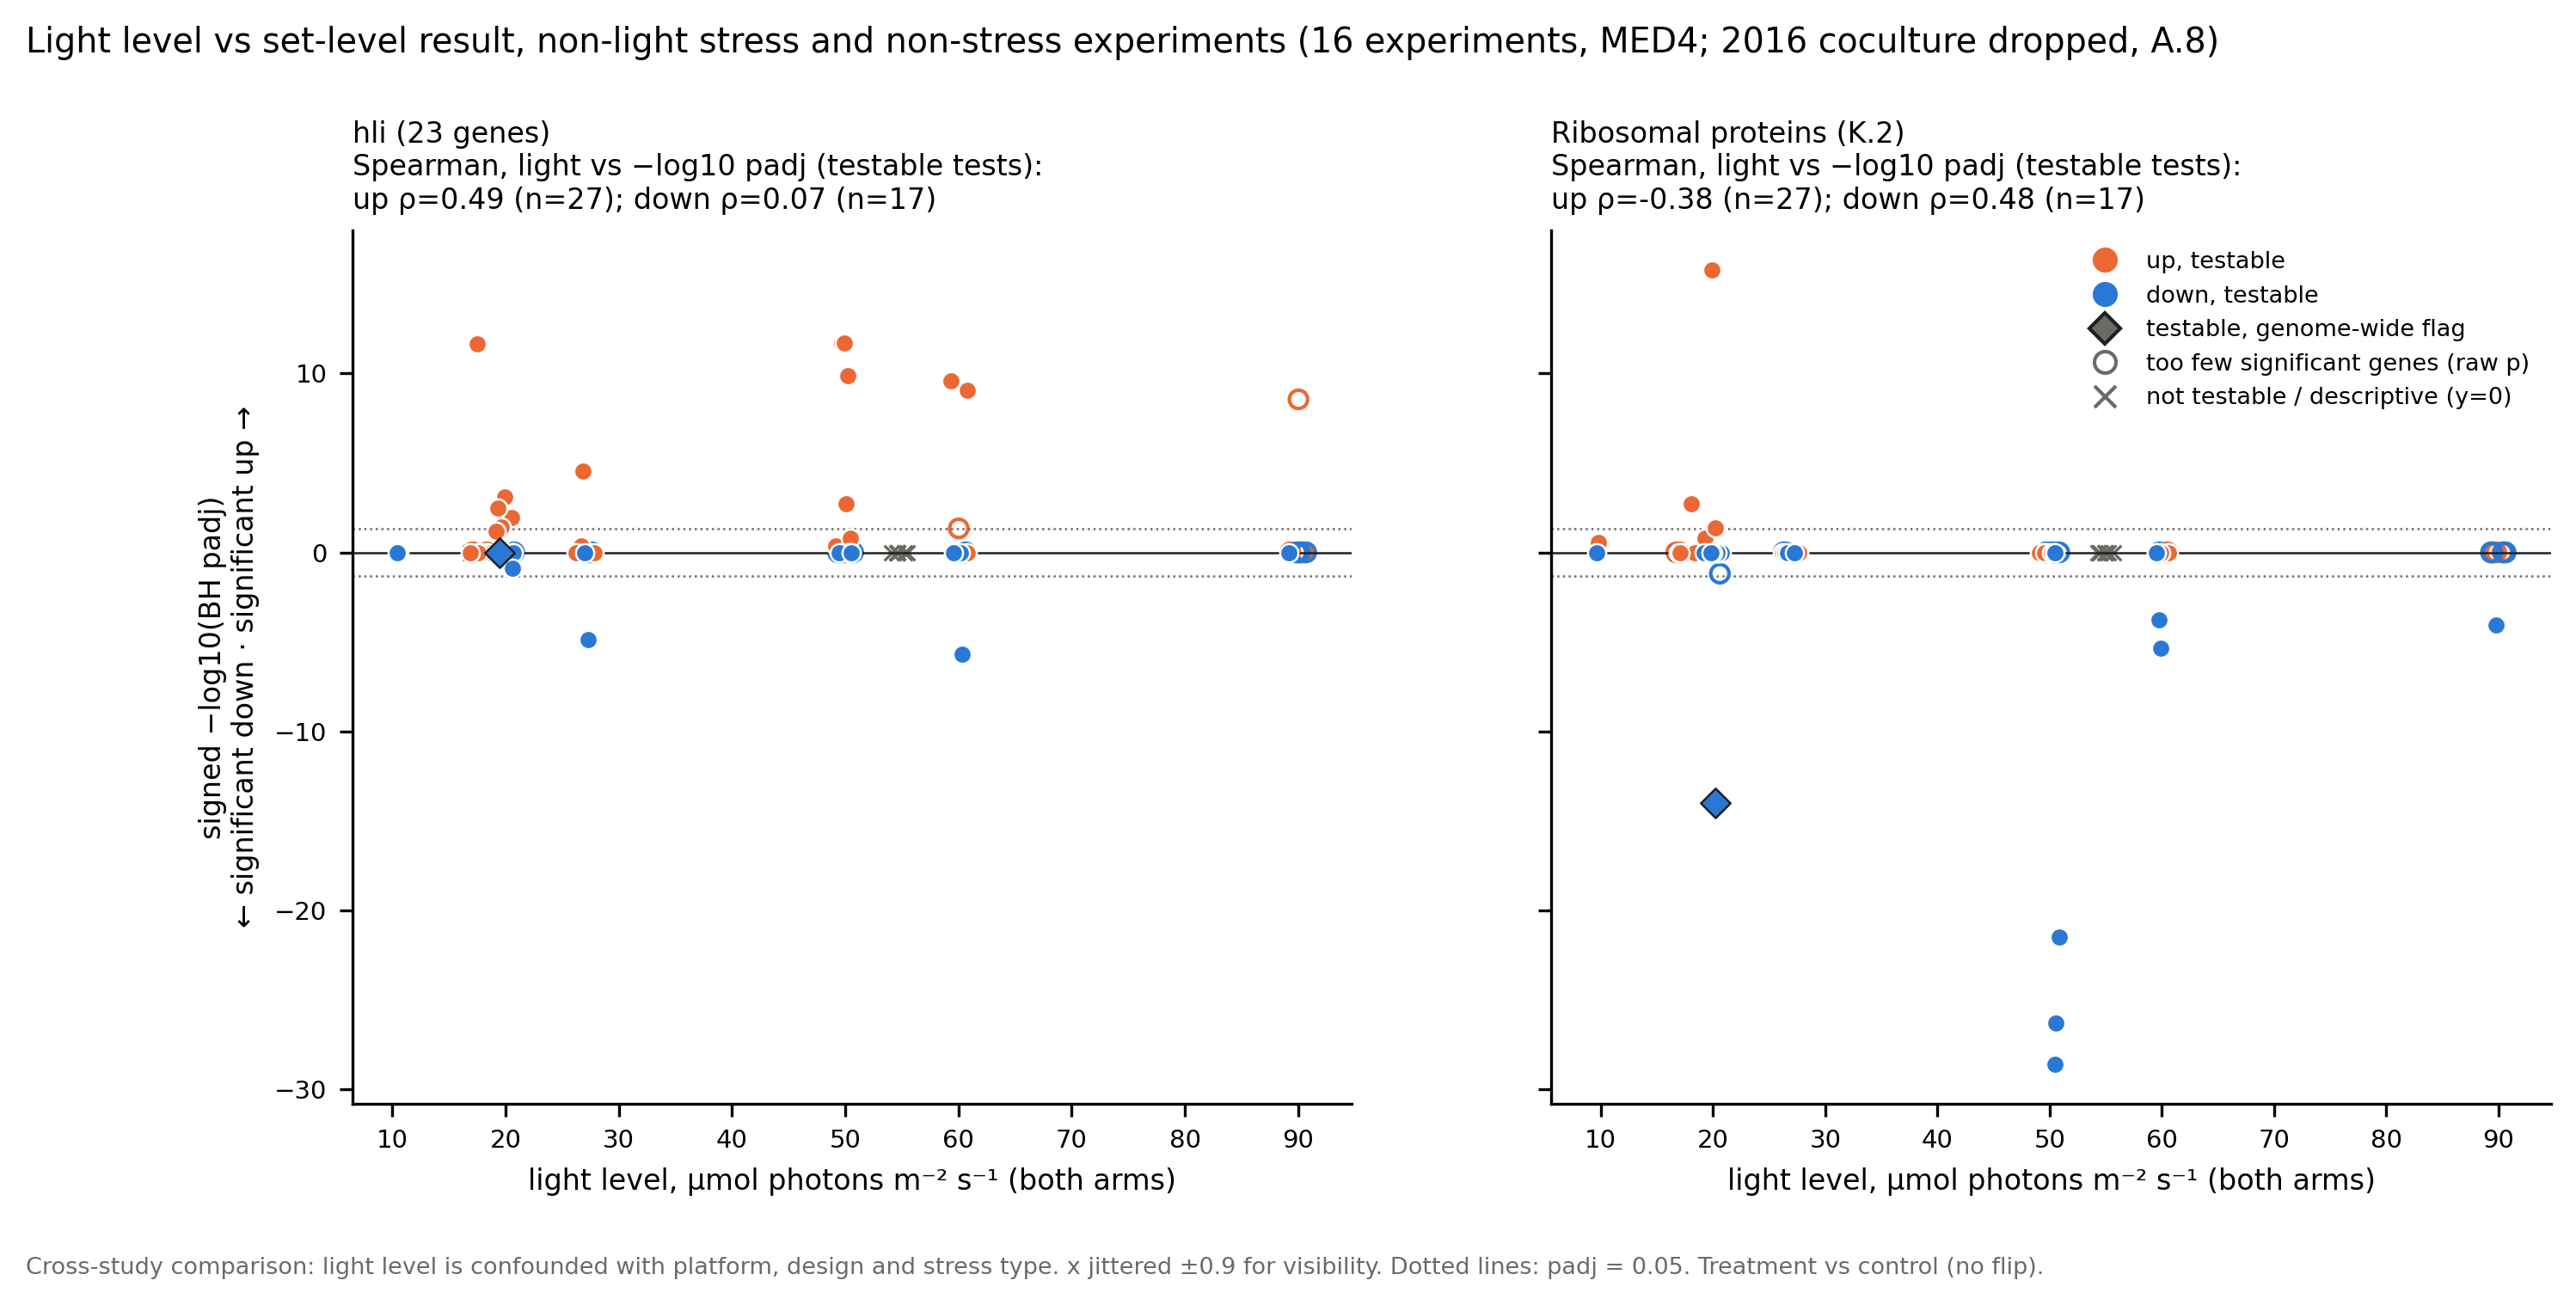 Light level vs set-level result, non-light stress and non-stress experiments (16 experiments, MED4; 2016 coculture dropped, A.8)
hli (23 genes)
Spearman, light vs −log10 padj (testable tests):
up ρ=0.49 (n=27); down ρ=0.07 (n=17)
signed −log10(BH padj)
← significant down · significant up →
10
0
−10
−20
−30
10 20 30 40 50 60 70 80 90
light level, µmol photons m⁻² s⁻¹ (both arms)
Ribosomal proteins (K.2)
Spearman, light vs −log10 padj (testable tests):
up ρ=-0.38 (n=27); down ρ=0.48 (n=17)
up, testable
down, testable
testable, genome-wide flag
too few significant genes (raw p)
not testable / descriptive (y=0)
10 20 30 40 50 60 70 80 90
light level, µmol photons m⁻² s⁻¹ (both arms)
Cross-study comparison: light level is confounded with platform, design and stress type. x jittered ±0.9 for visibility. Dotted lines: padj = 0.05. Treatment vs control (no flip).